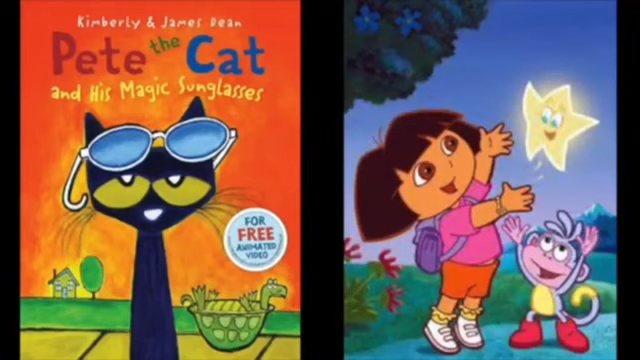 Kimberly & James Dean
Pete the Cat
and His Magic Sunglasses
FOR
FREE
ANIMATED
VIDEO